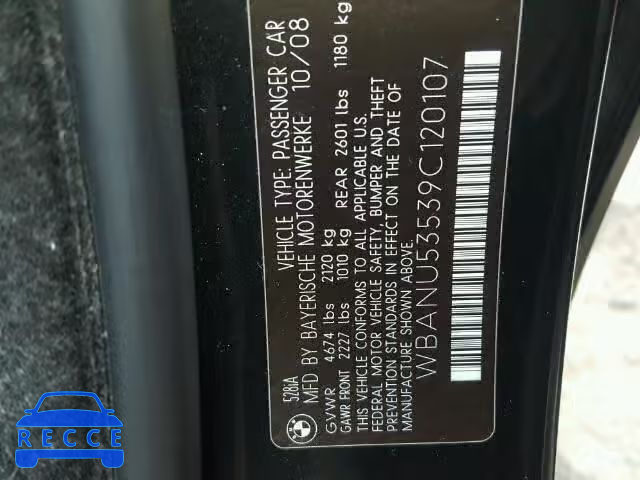 VEHICLE TYPE: PASSENGER CAR
528iA
MFD BY BAYERISCHE MOTORENWERKE 10/08
GVWR 4674 lbs 2120 kg
GAWR FRONT 2227 lbs 1010 kg REAR 2601 lbs 1180 kg
THIS VEHICLE CONFORMS TO ALL APPLICABLE U.S.
FEDERAL MOTOR VEHICLE SAFETY, BUMPER AND THEFT
PREVENTION STANDARDS IN EFFECT ON THE DATE OF
MANUFACTURE SHOWN ABOVE.
WBANU53539C120107
RECCE